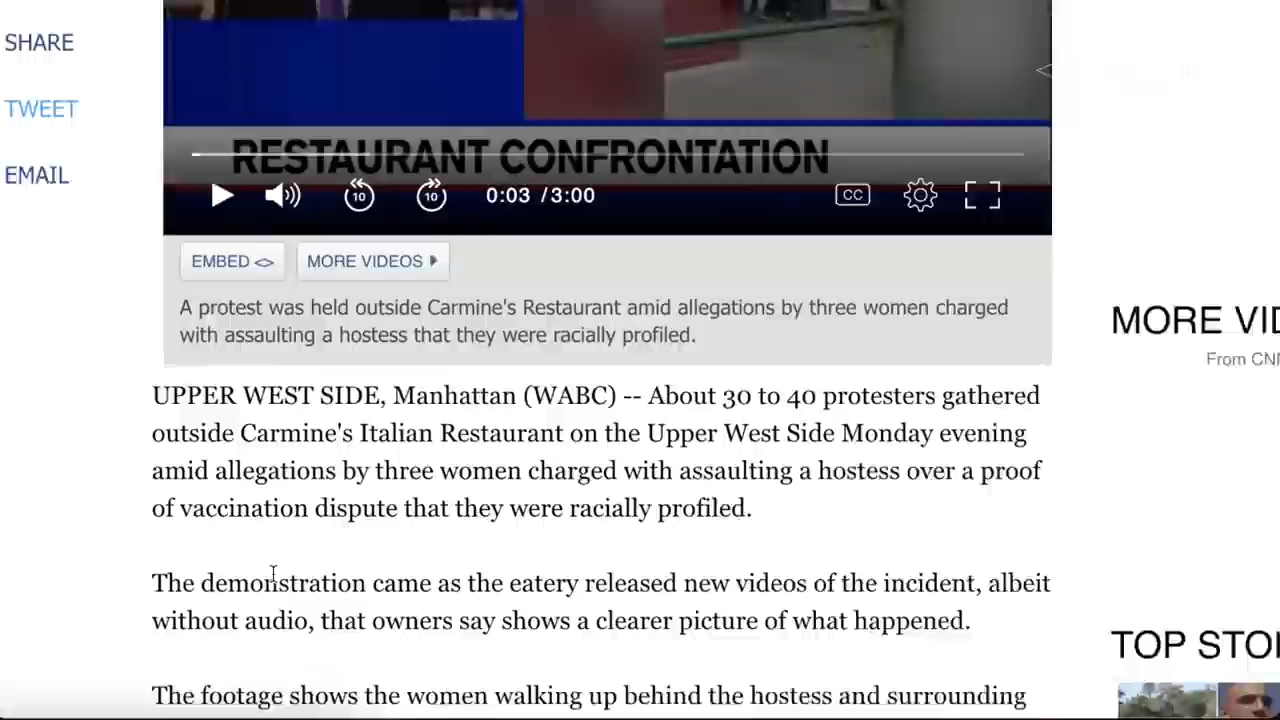 SHARE
TWEET
EMAIL
RESTAURANT CONFRONTATION
10
10
0:03 / 3:00
CC
EMBED <>
MORE VIDEOS
A protest was held outside Carmine's Restaurant amid allegations by three women charged
with assaulting a hostess that they were racially profiled.
UPPER WEST SIDE, Manhattan (WABC) -- About 30 to 40 protesters gathered
outside Carmine's Italian Restaurant on the Upper West Side Monday evening
amid allegations by three women charged with assaulting a hostess over a proof
of vaccination dispute that they were racially profiled.
The demonstration came as the eatery released new videos of the incident, albeit
without audio, that owners say shows a clearer picture of what happened.
The footage shows the women walking up behind the hostess and surrounding
MORE VID
From CN
TOP STO